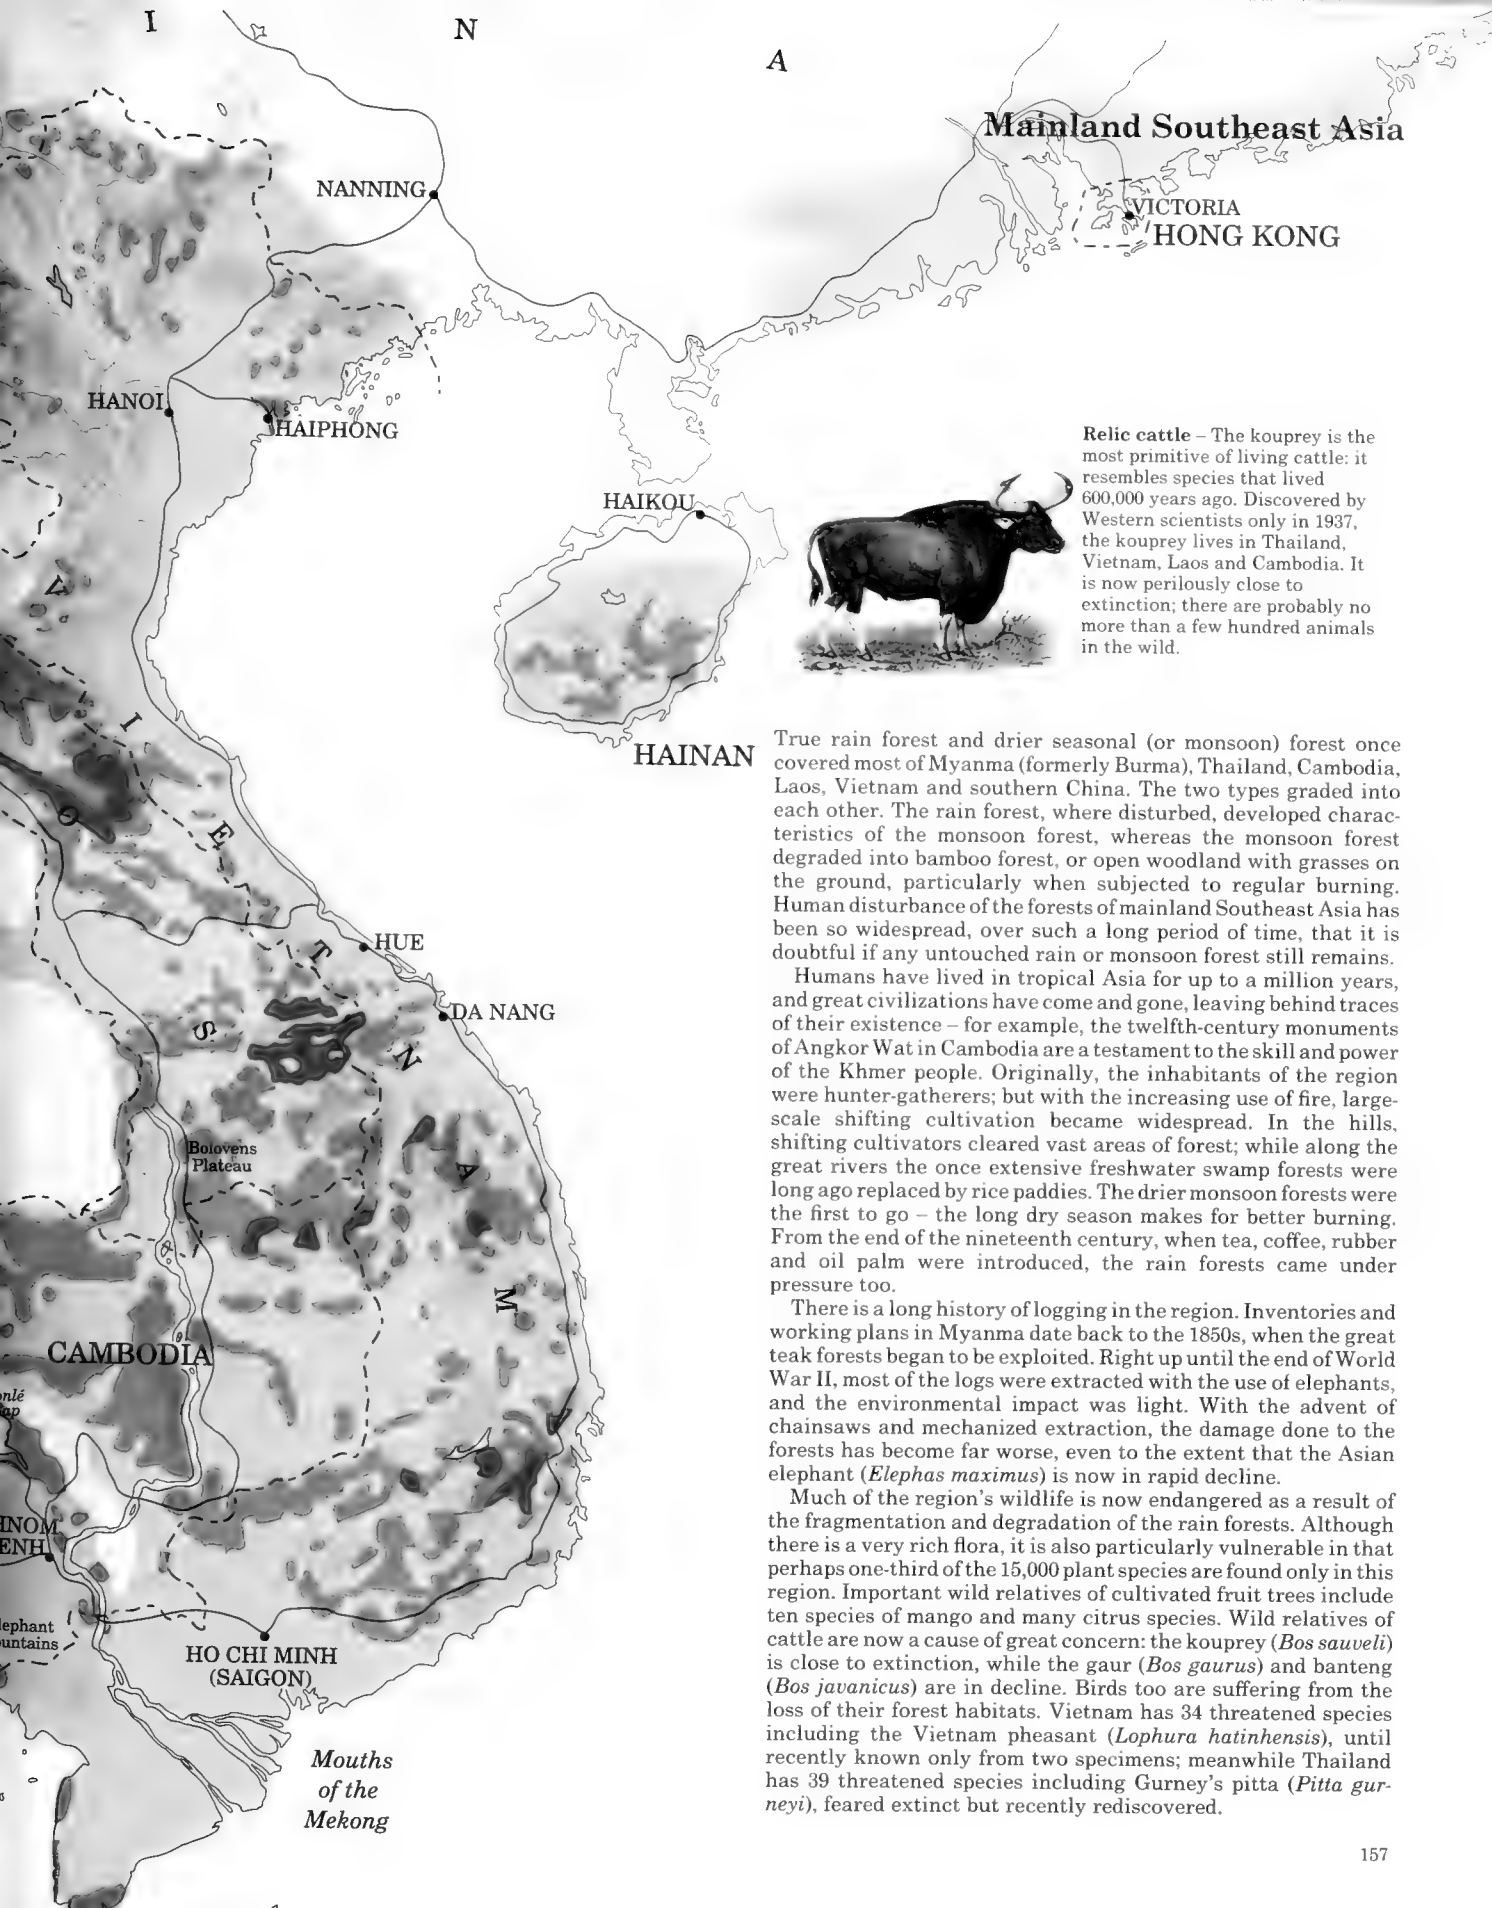 I N A
Mainland Southeast Asia
NANNING
VICTORIA
HONG KONG
HANOI
HAIPHONG
HAIKOU
HAINAN
Relic cattle – The kouprey is the
most primitive of living cattle: it
resembles species that lived
600,000 years ago. Discovered by
Western scientists only in 1937,
the kouprey lives in Thailand,
Vietnam, Laos and Cambodia. It
is now perilously close to
extinction; there are probably no
more than a few hundred animals
in the wild.
V I E T N A M
O S
HUE
DA NANG
Bolovens
Plateau
CAMBODIA
onlé
ap
HNOM
ENH
lephant
ountains
HO CHI MINH
(SAIGON)
Mouths
of the
Mekong
True rain forest and drier seasonal (or monsoon) forest once
covered most of Myanma (formerly Burma), Thailand, Cambodia,
Laos, Vietnam and southern China. The two types graded into
each other. The rain forest, where disturbed, developed charac-
teristics of the monsoon forest, whereas the monsoon forest
degraded into bamboo forest, or open woodland with grasses on
the ground, particularly when subjected to regular burning.
Human disturbance of the forests of mainland Southeast Asia has
been so widespread, over such a long period of time, that it is
doubtful if any untouched rain or monsoon forest still remains.
Humans have lived in tropical Asia for up to a million years,
and great civilizations have come and gone, leaving behind traces
of their existence – for example, the twelfth-century monuments
of Angkor Wat in Cambodia are a testament to the skill and power
of the Khmer people. Originally, the inhabitants of the region
were hunter-gatherers; but with the increasing use of fire, large-
scale shifting cultivation became widespread. In the hills,
shifting cultivators cleared vast areas of forest; while along the
great rivers the once extensive freshwater swamp forests were
long ago replaced by rice paddies. The drier monsoon forests were
the first to go – the long dry season makes for better burning.
From the end of the nineteenth century, when tea, coffee, rubber
and oil palm were introduced, the rain forests came under
pressure too.
There is a long history of logging in the region. Inventories and
working plans in Myanma date back to the 1850s, when the great
teak forests began to be exploited. Right up until the end of World
War II, most of the logs were extracted with the use of elephants,
and the environmental impact was light. With the advent of
chainsaws and mechanized extraction, the damage done to the
forests has become far worse, even to the extent that the Asian
elephant (Elephas maximus) is now in rapid decline.
Much of the region's wildlife is now endangered as a result of
the fragmentation and degradation of the rain forests. Although
there is a very rich flora, it is also particularly vulnerable in that
perhaps one-third of the 15,000 plant species are found only in this
region. Important wild relatives of cultivated fruit trees include
ten species of mango and many citrus species. Wild relatives of
cattle are now a cause of great concern: the kouprey (Bos sauveli)
is close to extinction, while the gaur (Bos gaurus) and banteng
(Bos javanicus) are in decline. Birds too are suffering from the
loss of their forest habitats. Vietnam has 34 threatened species
including the Vietnam pheasant (Lophura hatinhensis), until
recently known only from two specimens; meanwhile Thailand
has 39 threatened species including Gurney's pitta (Pitta gur-
neyi), feared extinct but recently rediscovered.
157